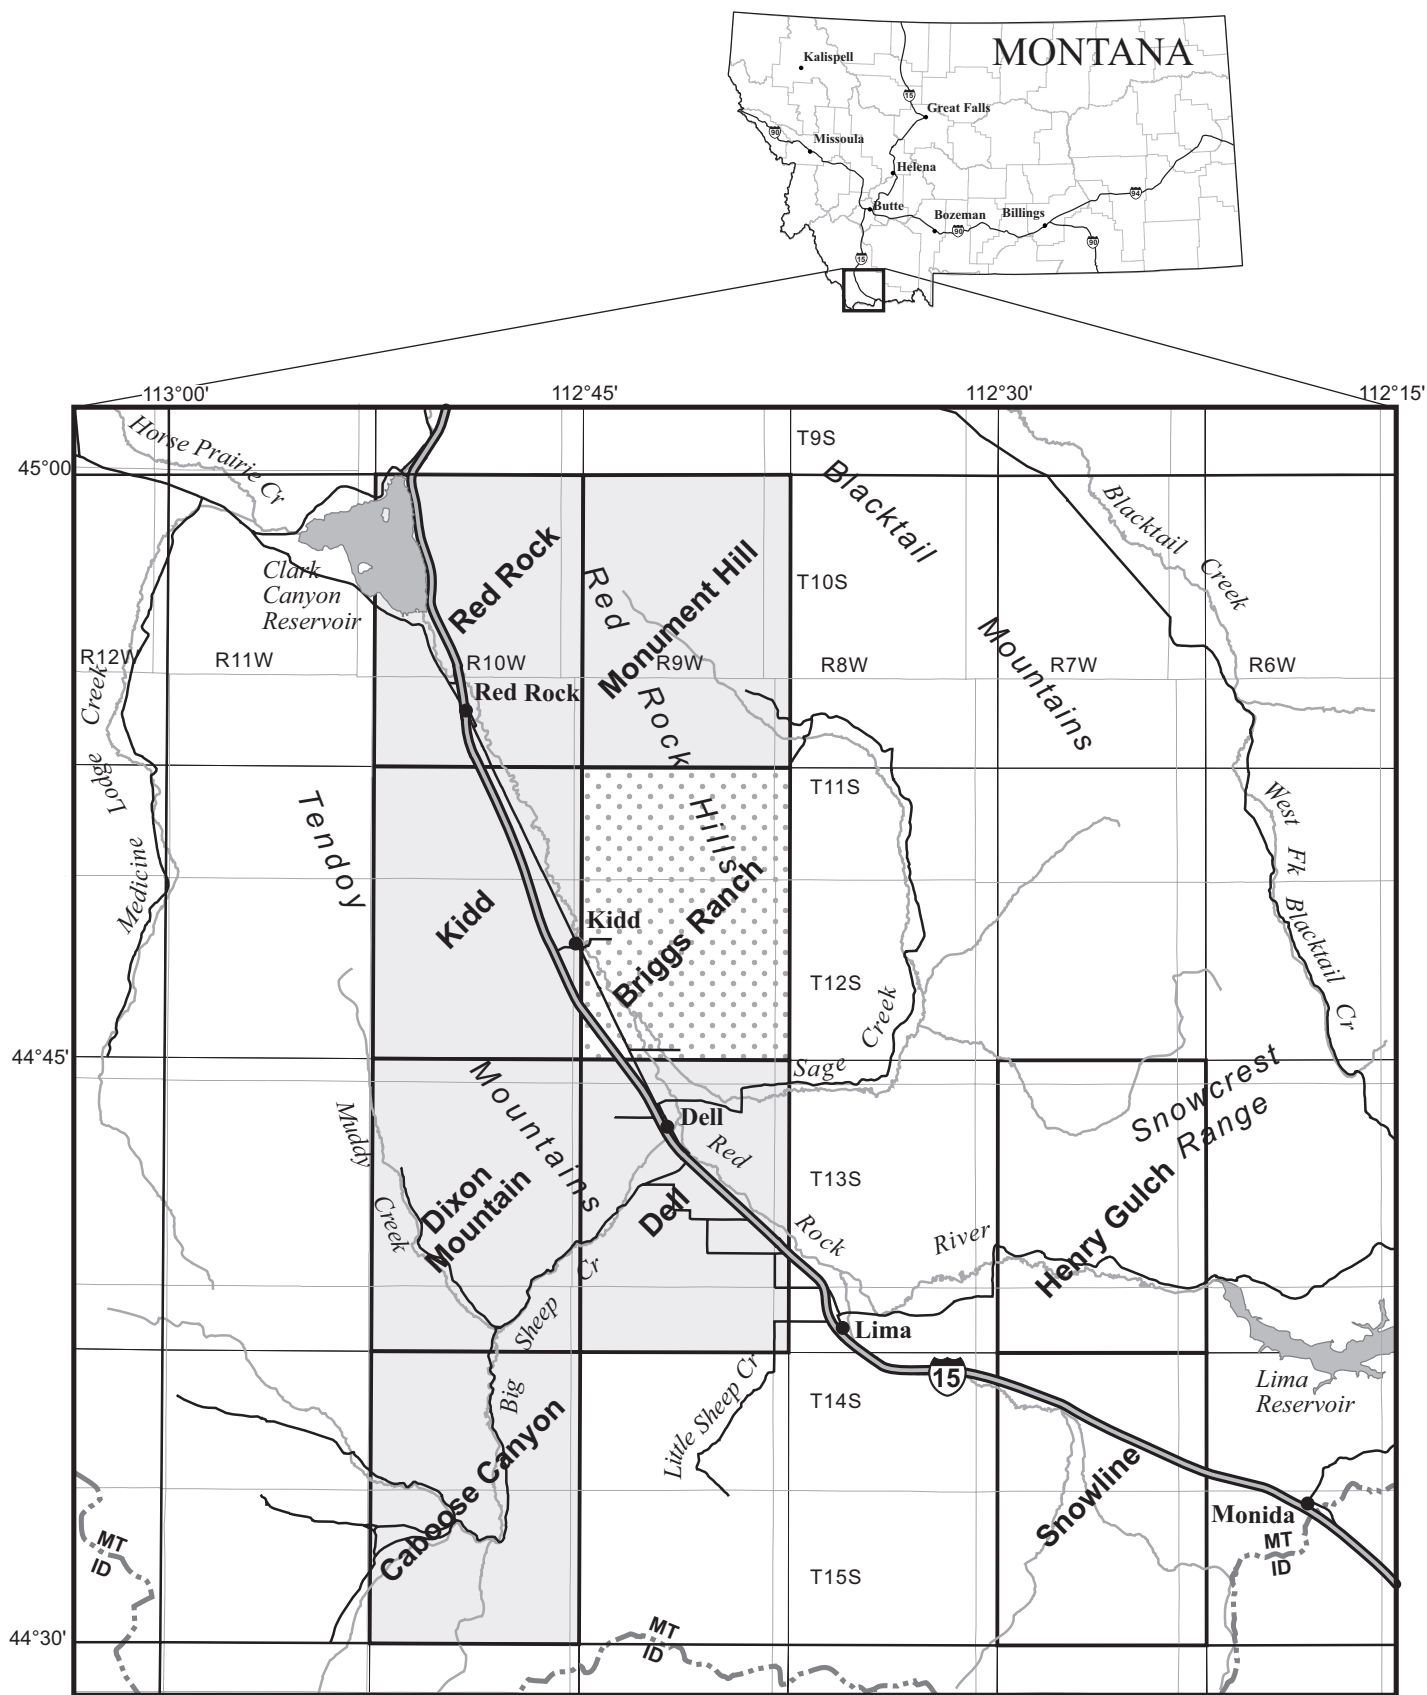 MONTANA
Kalispell
15
Great Falls
90
Missoula
Helena
94
Butte
Bozeman
Billings
90
90
15
113°00'
112°45'
112°30'
112°15'
45°00'
44°45'
44°30'
Horse Prairie Cr
T9S
Blacktail
Mountains
Blacktail
Creek
Clark
Canyon
Reservoir
Red Rock
Red
Rock
Hills
Monument Hill
T10S
R12W
R11W
R10W
R9W
R8W
R7W
R6W
Red Rock
Medicine
Lodge
Creek
Tendoy
Mountains
T11S
West
Fk
Blacktail
Cr
Kidd
Kidd
Briggs Ranch
T12S
Sage
Creek
Snowcrest
Range
Muddy
Creek
Dell
Red
Rock
River
Dixon
Mountain
Dell
T13S
Henry Gulch
Big
Sheep
Cr
Lima
15
Lima
Reservoir
Little Sheep Cr
T14S
Caboose Canyon
Snowline
Monida
MT
ID
MT
ID
T15S
MT
ID